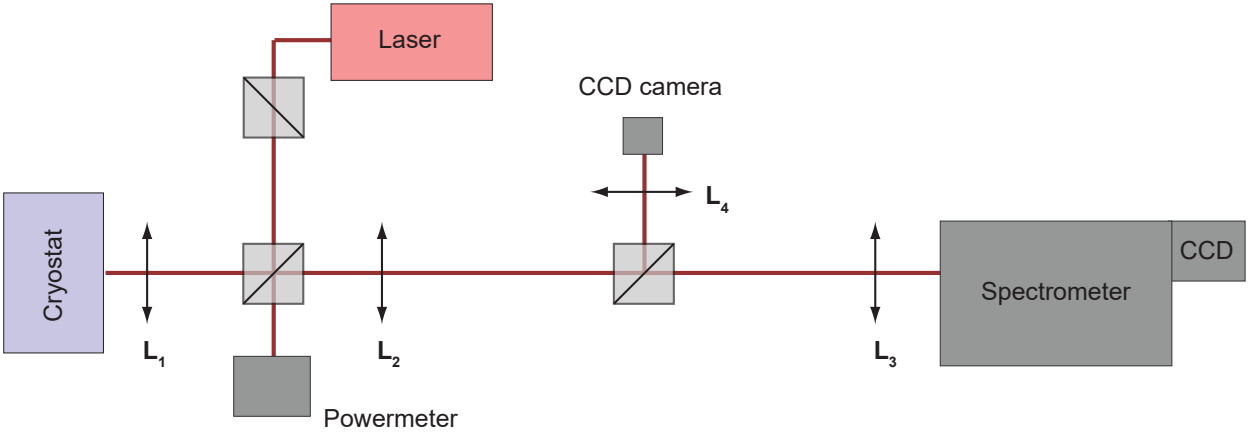 Laser
CCD camera
L4
Cryostat
CCD
Spectrometer
L1
L2
L3
Powermeter